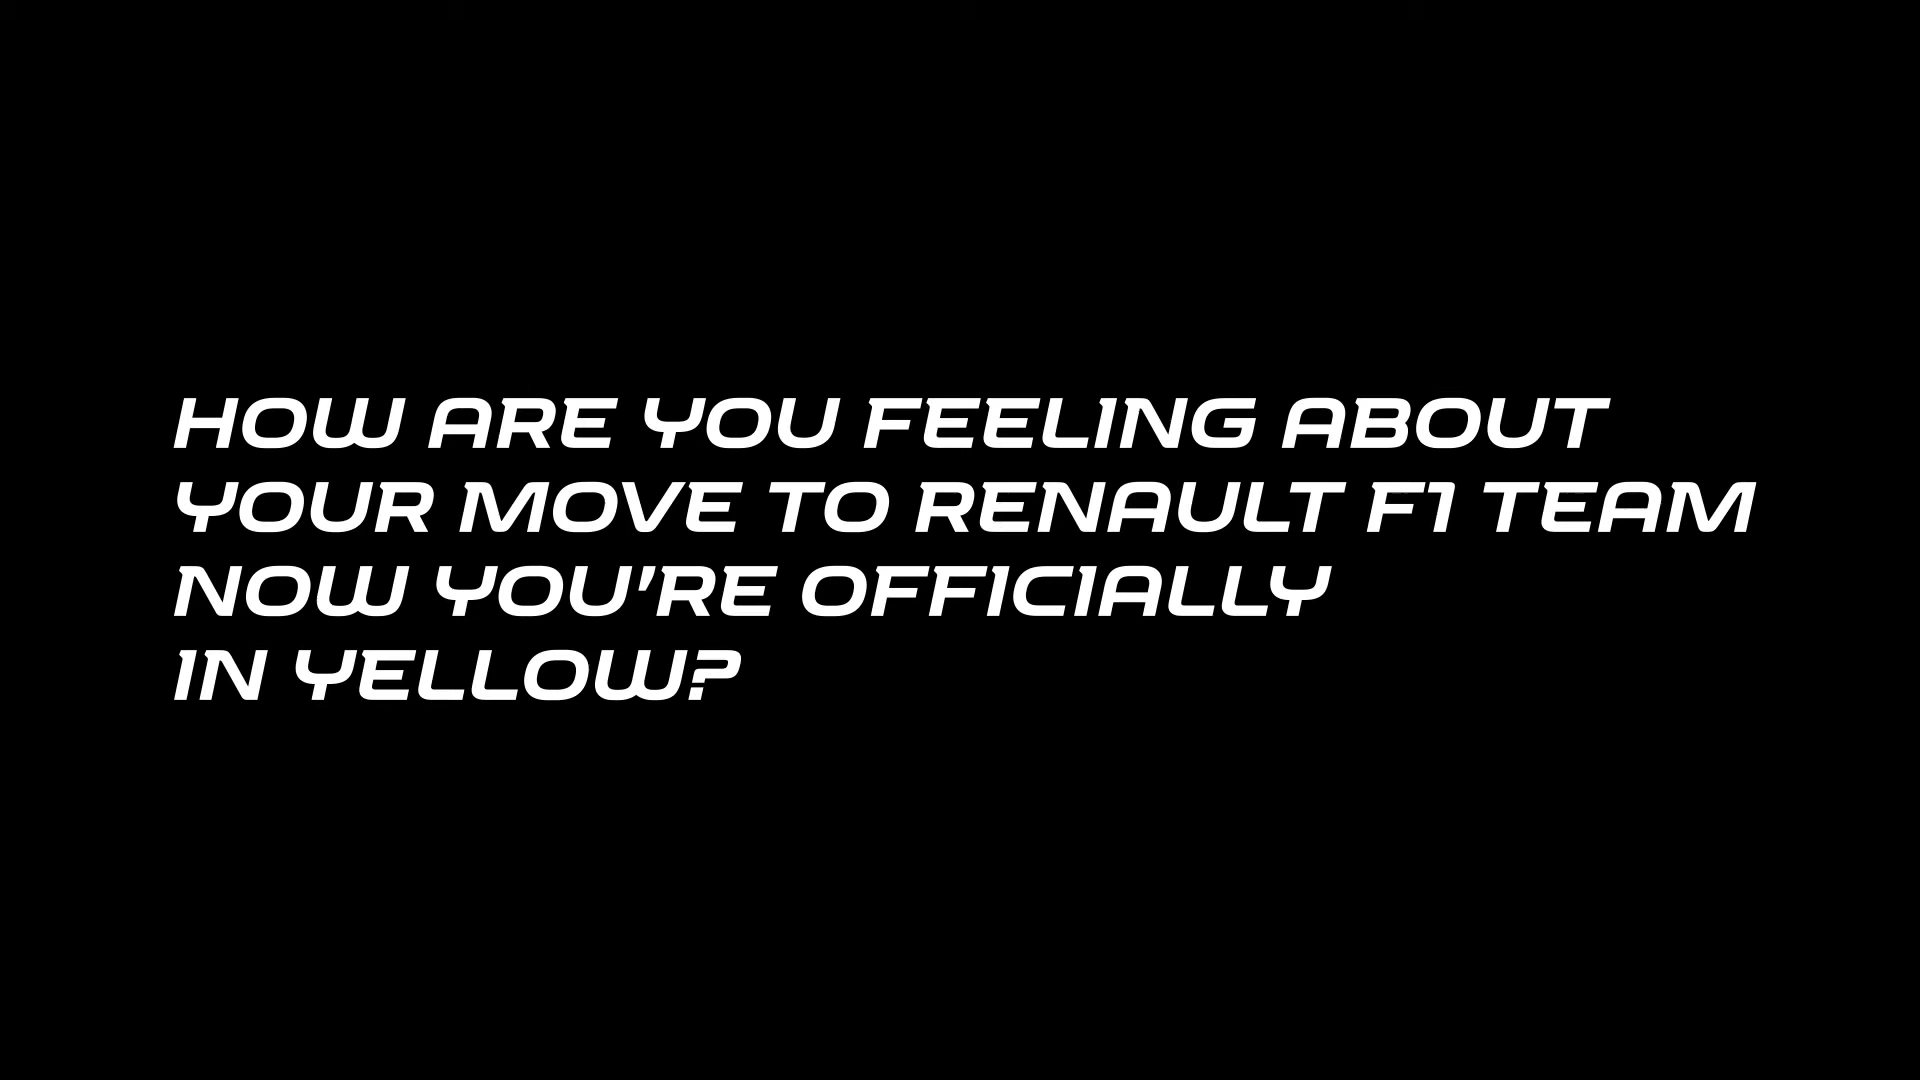 HOW ARE YOU FEELING ABOUT
YOUR MOVE TO RENAULT F1 TEAM
NOW YOU'RE OFFICIALLY
IN YELLOW?